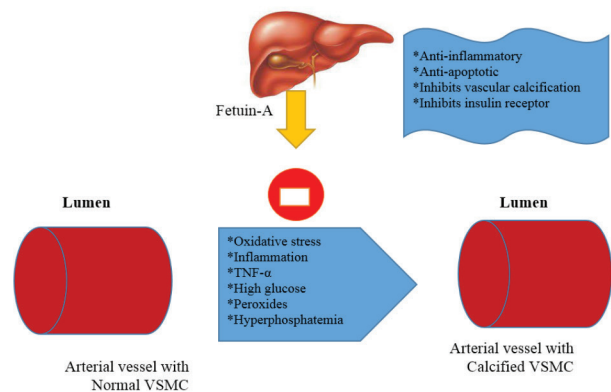 *Anti-inflammatory
*Anti-apoptotic
*Inhibits vascular calcification
*Inhibits insulin receptor
Fetuin-A
Lumen
Lumen
*Oxidative stress
*Inflammation
*TNF-α
*High glucose
*Peroxides
*Hyperphosphatemia
Arterial vessel with
Normal VSMC
Arterial vessel with
Calcified VSMC